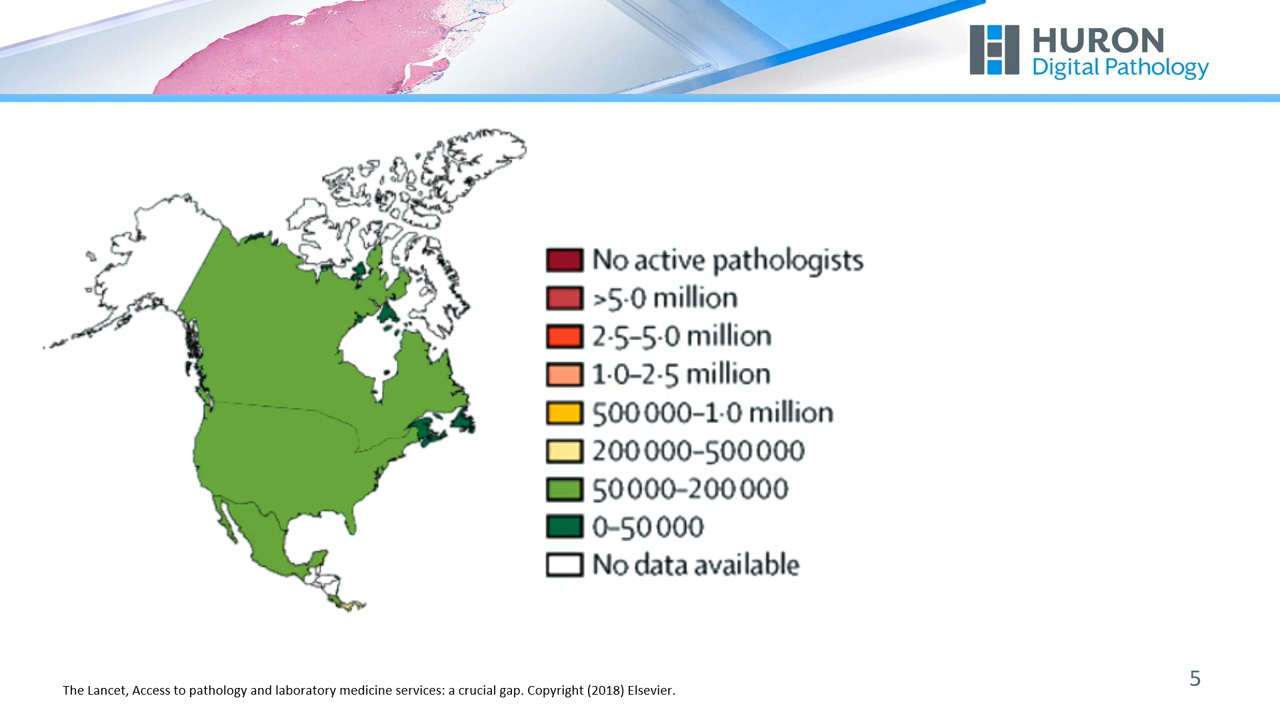 HURON
Digital Pathology
No active pathologists
>5·0 million
2·5–5·0 million
1·0–2·5 million
500 000–1·0 million
200 000–500 000
50 000–200 000
0–50 000
No data available
The Lancet, Access to pathology and laboratory medicine services: a crucial gap. Copyright (2018) Elsevier.
5